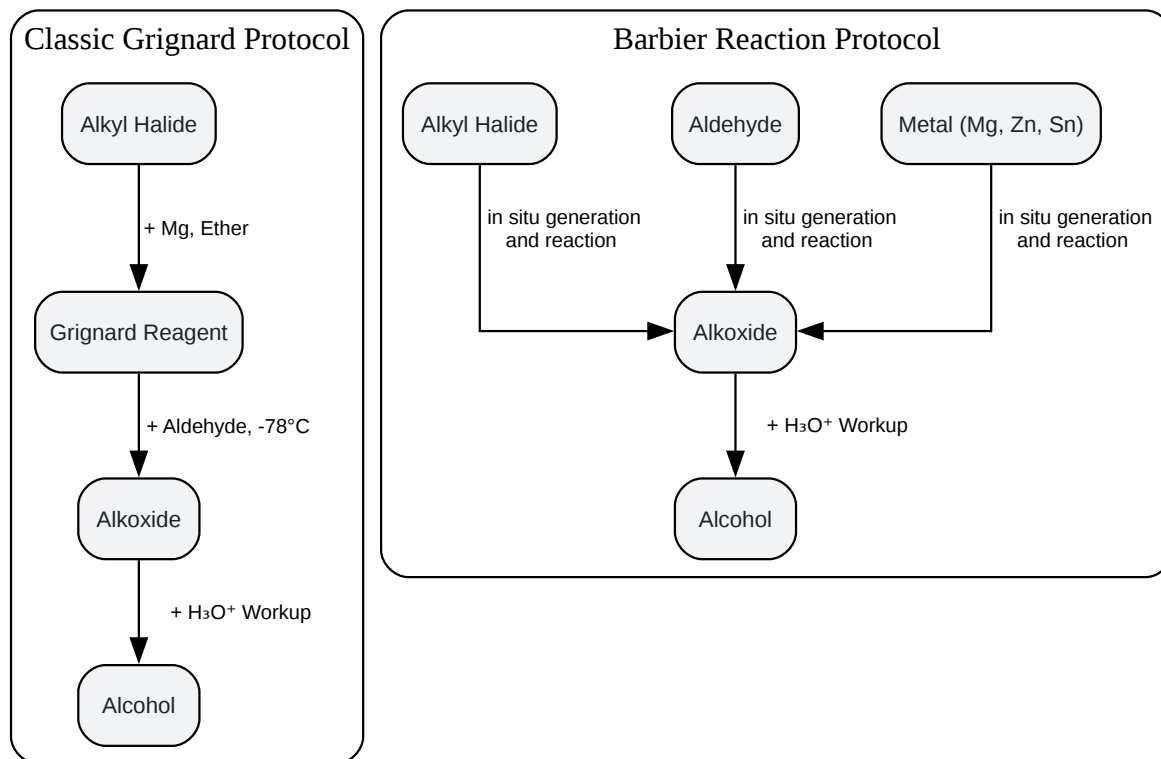 Classic Grignard Protocol
Alkyl Halide
+ Mg, Ether
Grignard Reagent
+ Aldehyde, -78°C
Alkoxide
+ H₃O⁺ Workup
Alcohol
Barbier Reaction Protocol
Alkyl Halide
Aldehyde
Metal (Mg, Zn, Sn)
in situ generation
and reaction
in situ generation
and reaction
in situ generation
and reaction
Alkoxide
+ H₃O⁺ Workup
Alcohol